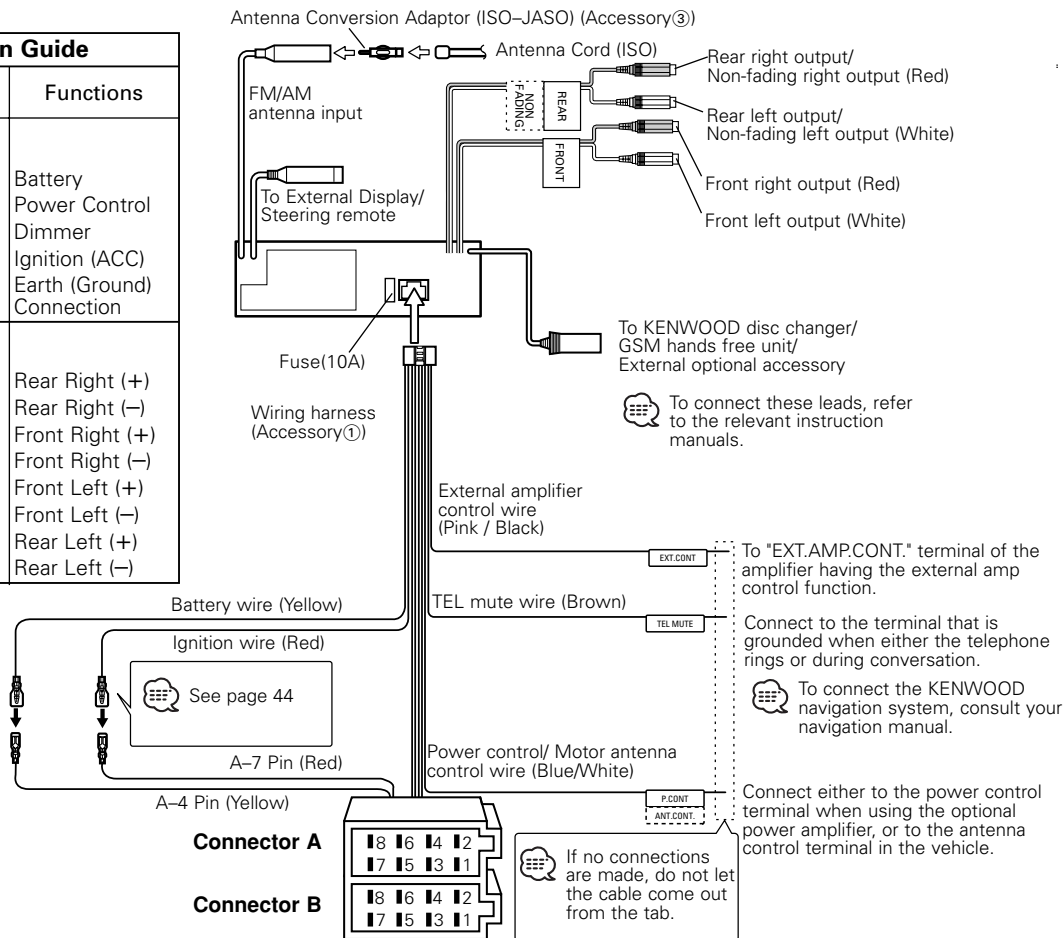 Antenna Conversion Adaptor (ISO–JASO) (Accessory③)
Antenna Cord (ISO)
n Guide
Functions
Battery
Power Control
Dimmer
Ignition (ACC)
Earth (Ground)
Connection
Rear Right (+)
Rear Right (–)
Front Right (+)
Front Right (–)
Front Left (+)
Front Left (–)
Rear Left (+)
Rear Left (–)
FM/AM
antenna input
NON
FADING
REAR
FRONT
Rear right output/
Non-fading right output (Red)
Rear left output/
Non-fading left output (White)
Front right output (Red)
Front left output (White)
To External Display/
Steering remote
Fuse(10A)
To KENWOOD disc changer/
GSM hands free unit/
External optional accessory
To connect these leads, refer
to the relevant instruction
manuals.
Wiring harness
(Accessory①)
External amplifier
control wire
(Pink / Black)
EXT.CONT
To "EXT.AMP.CONT." terminal of the
amplifier having the external amp
control function.
Battery wire (Yellow)
TEL mute wire (Brown)
TEL MUTE
Connect to the terminal that is
grounded when either the telephone
rings or during conversation.
Ignition wire (Red)
See page 44
To connect the KENWOOD
navigation system, consult your
navigation manual.
A–7 Pin (Red)
A–4 Pin (Yellow)
Power control/ Motor antenna
control wire (Blue/White)
P.CONT
ANT.CONT.
Connect either to the power control
terminal when using the optional
power amplifier, or to the antenna
control terminal in the vehicle.
Connector A
8 6 4 2
7 5 3 1
Connector B
8 6 4 2
7 5 3 1
If no connections
are made, do not let
the cable come out
from the tab.